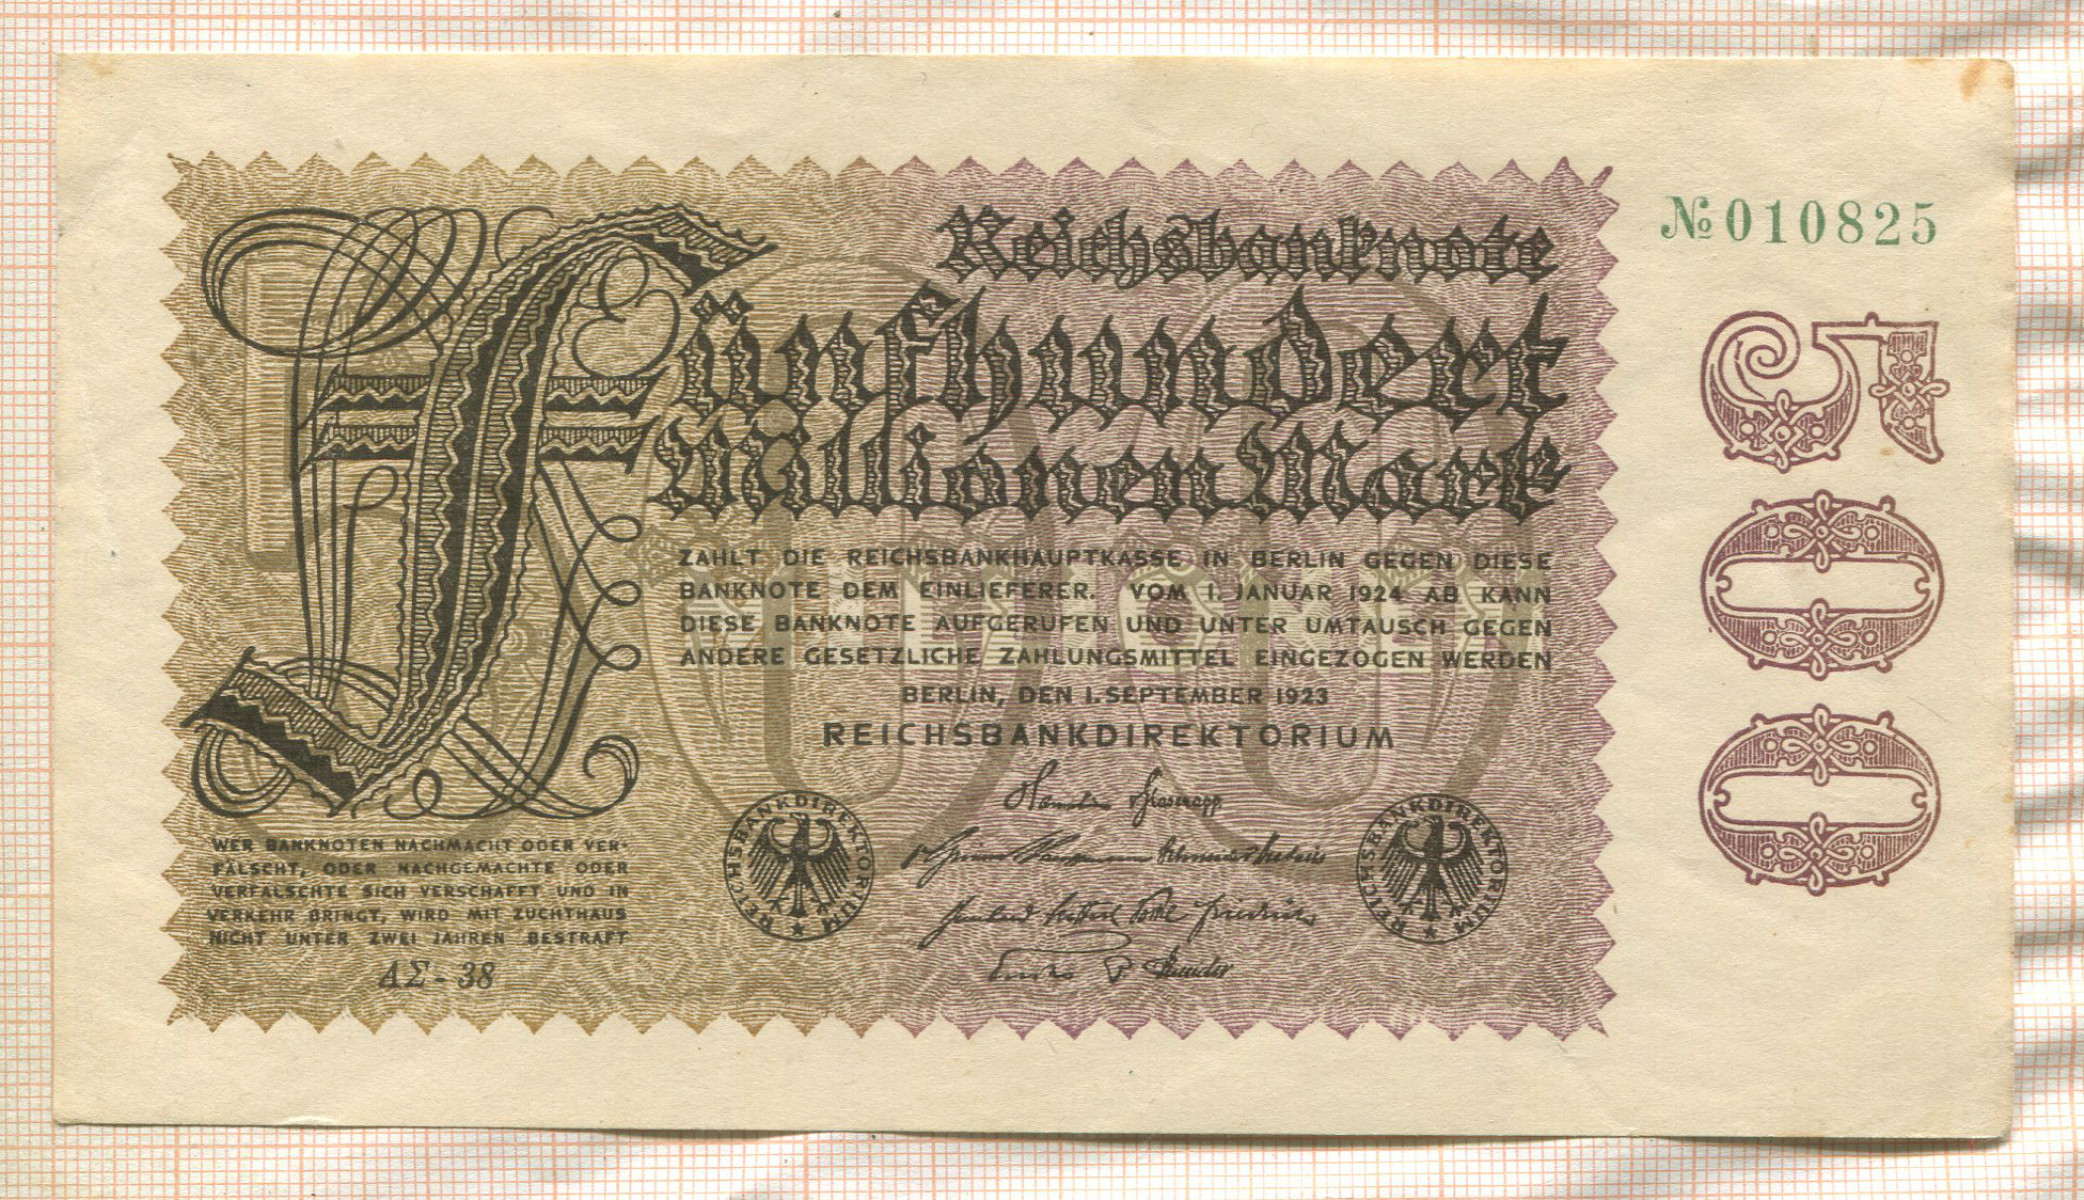 Reichsbanknote
Fünfhundert
Millionen Mark
№010825
500
ZAHLT DIE REICHSBANKHAUPTKASSE IN BERLIN GEGEN DIESE
BANKNOTE DEM EINLIEFERER. VOM 1. JANUAR 1924 AB KANN
DIESE BANKNOTE AUFGERUFEN UND UNTER UMTAUSCH GEGEN
ANDERE GESETZLICHE ZAHLUNGSMITTEL EINGEZOGEN WERDEN
BERLIN, DEN 1. SEPTEMBER 1923
REICHSBANKDIREKTORIUM
REICHSBANKDIREKTORIUM
REICHSBANKDIREKTORIUM
WER BANKNOTEN NACHMACHT ODER VER-
FÄLSCHT, ODER NACHGEMACHTE ODER
VERFÄLSCHTE SICH VERSCHAFFT UND IN
VERKEHR BRINGT, WIRD MIT ZUCHTHAUS
NICHT UNTER ZWEI JAHREN BESTRAFT
ΑΣ-38